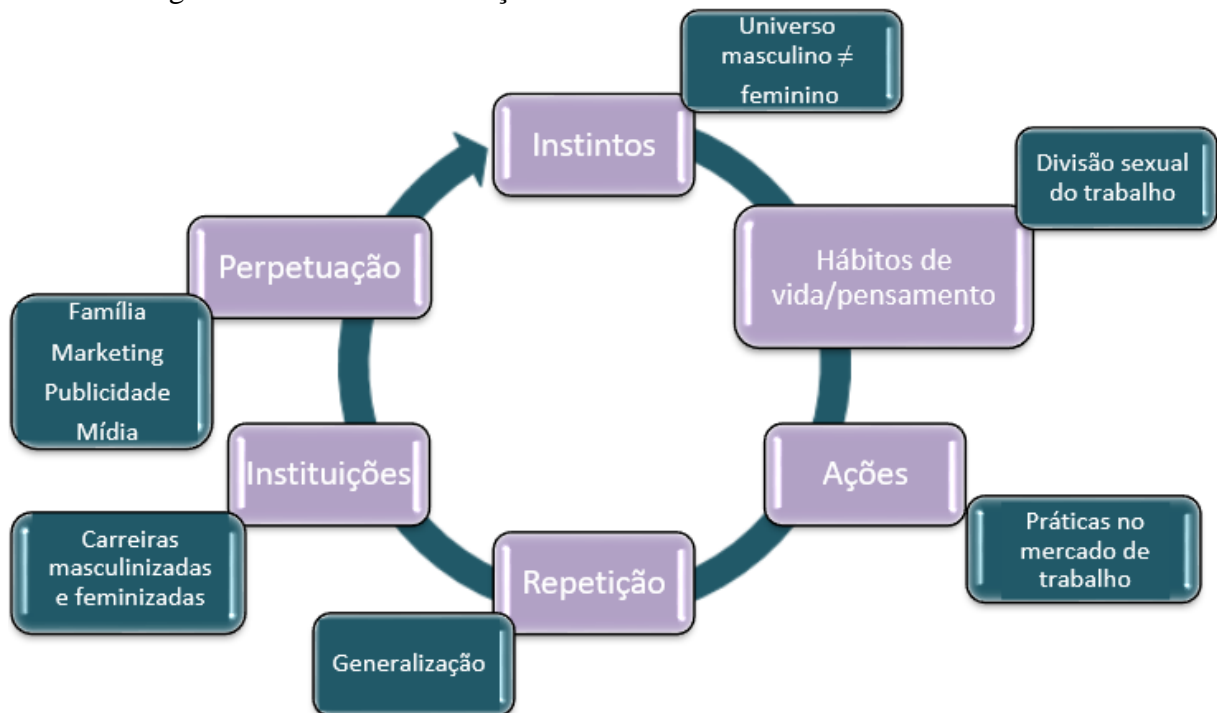 Universo
masculino ≠
feminino
Instintos
Divisão sexual
do trabalho
Hábitos de
vida/pensamento
Perpetuação
Família
Marketing
Publicidade
Mídia
Instituições
Ações
Carreiras
masculinizadas
e feminizadas
Práticas no
mercado de
trabalho
Repetição
Generalização